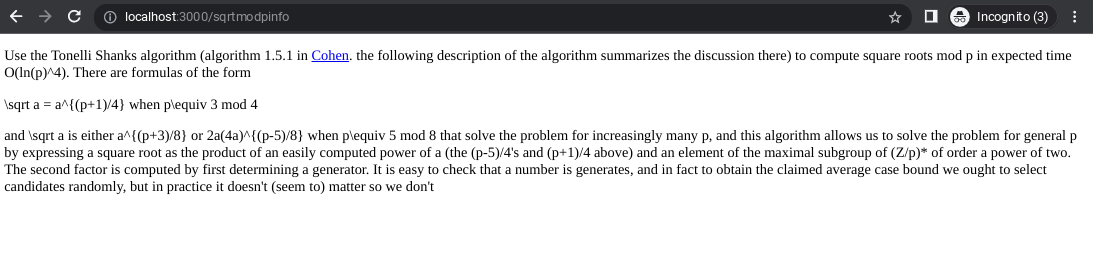 localhost:3000/sqrtmodpinfo
Incognito (3)
Use the Tonelli Shanks algorithm (algorithm 1.5.1 in Cohen. the following description of the algorithm summarizes the discussion there) to compute square roots mod p in expected time
O(ln(p)^4). There are formulas of the form
\sqrt a = a^{(p+1)/4} when p\equiv 3 mod 4
and \sqrt a is either a^{(p+3)/8} or 2a(4a)^{(p-5)/8} when p\equiv 5 mod 8 that solve the problem for increasingly many p, and this algorithm allows us to solve the problem for general p
by expressing a square root as the product of an easily computed power of a (the (p-5)/4's and (p+1)/4 above) and an element of the maximal subgroup of (Z/p)* of order a power of two.
The second factor is computed by first determining a generator. It is easy to check that a number is generates, and in fact to obtain the claimed average case bound we ought to select
candidates randomly, but in practice it doesn't (seem to) matter so we don't